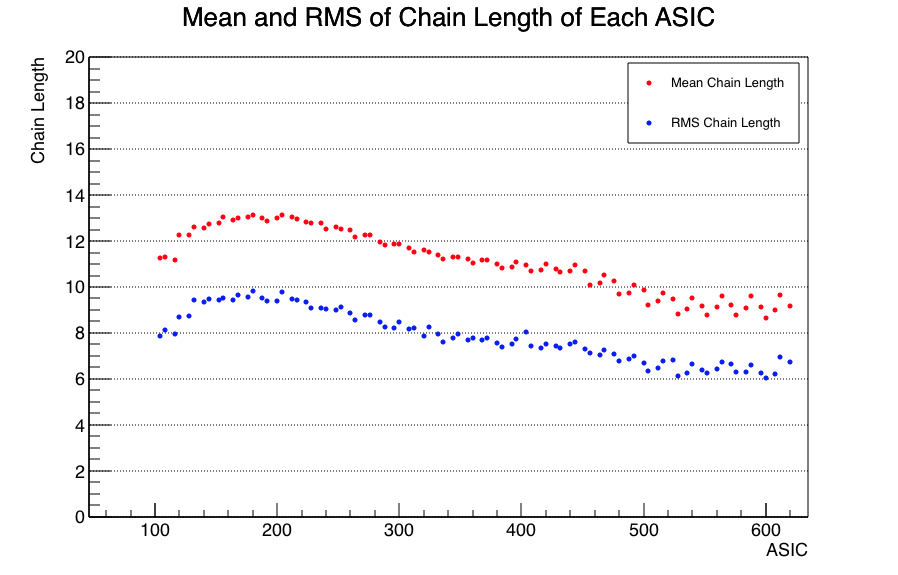 Mean and RMS of Chain Length of Each ASIC
Chain Length
20
18
16
14
12
10
8
6
4
2
0
Mean Chain Length
RMS Chain Length
100 200 300 400 500 600
ASIC